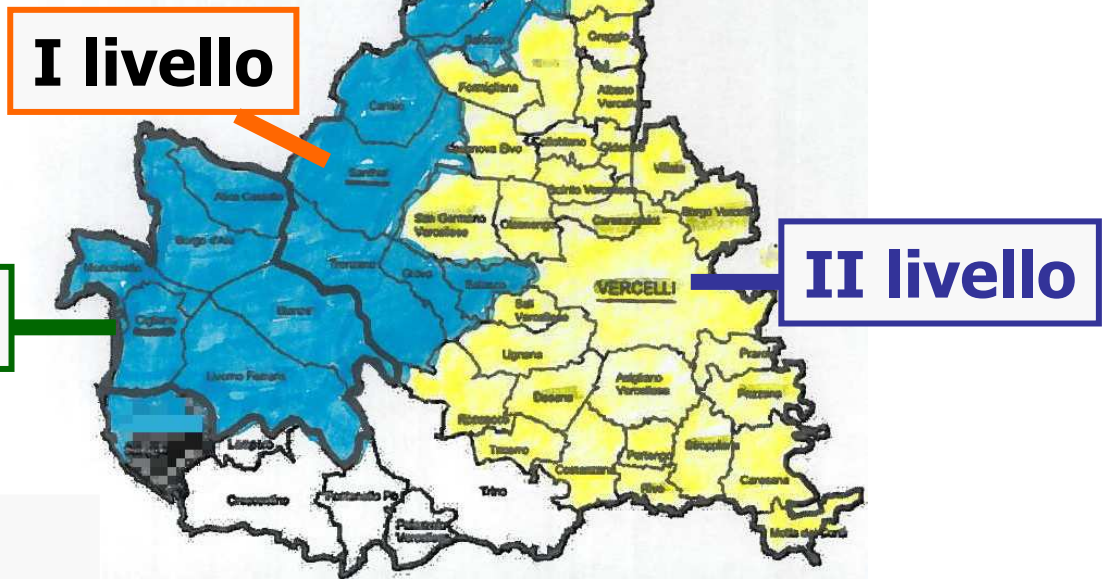 I livello
Greggio
Balocco
Formigliana
Albano
Vercellese
Carisio
Casanova Elvo
Collobiano
Oldenico
Villata
Santhià
Quinto Vercellese
Alice Castello
San Germano
Vercellese
Olcenengo
Caresanablot
Borgo Vercelli
Borgo d'Ale
Moncrivello
Tronzano
Crova
Salasco
VERCELLI
II livello
Cigliano
Bianzè
Sali
Vercellese
Lignana
Prarolo
Livorno Ferraris
Desana
Asigliano
Vercellese
Pezzana
Ronsecco
Lamporo
Tricerro
Costanzana
Pertengo
Stroppiana
Rive
Caresana
Crescentino
Fontanetto Po
Trino
Palazzolo
Vercellese
Motta dei Conti